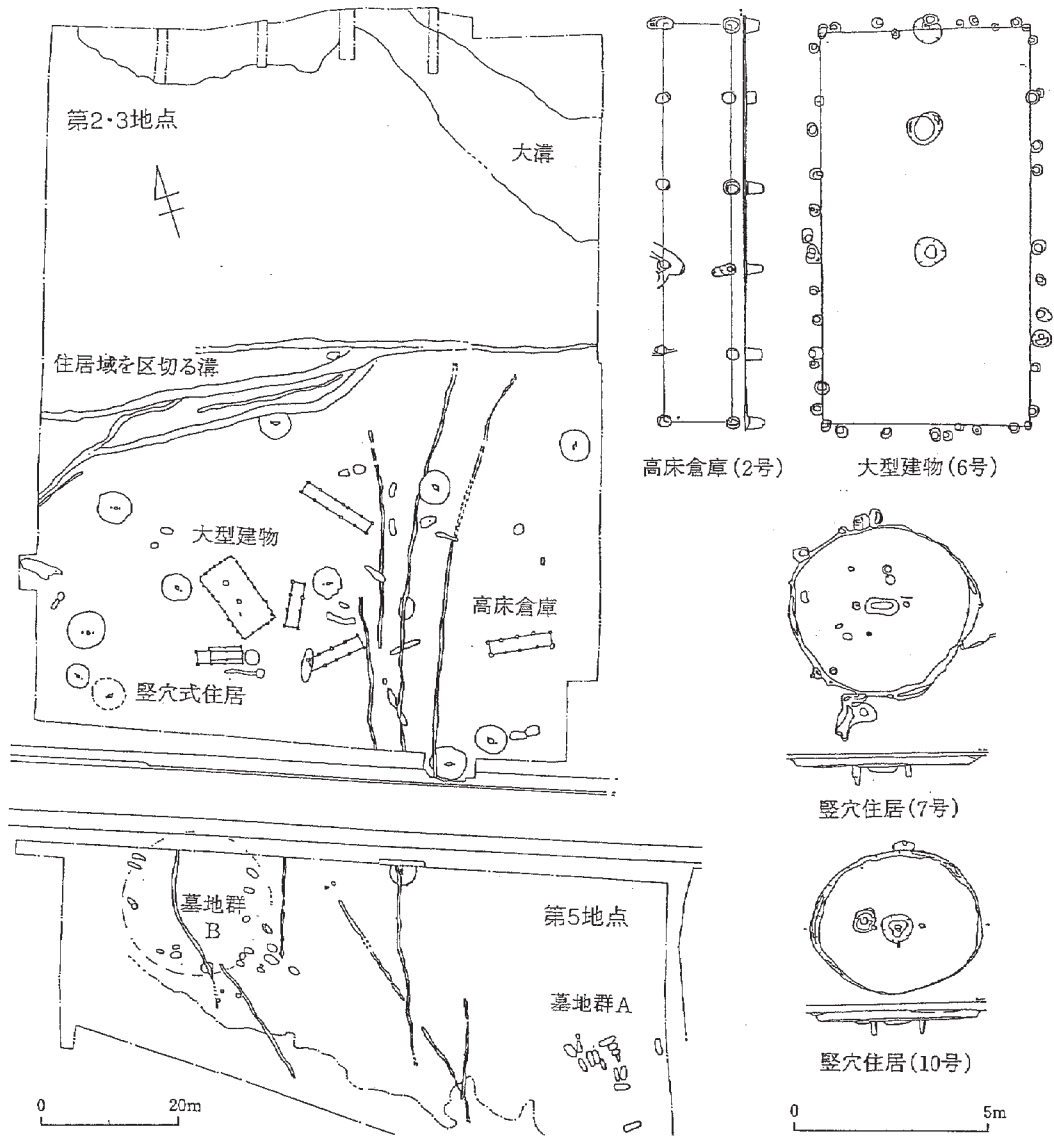 第2・3地点
大溝
住居域を区切る溝
大型建物
高床倉庫
竪穴式住居
墓地群
B
第5地点
墓地群A
0 20m
高床倉庫(2号)
大型建物(6号)
竪穴住居(7号)
竪穴住居(10号)
0 5m